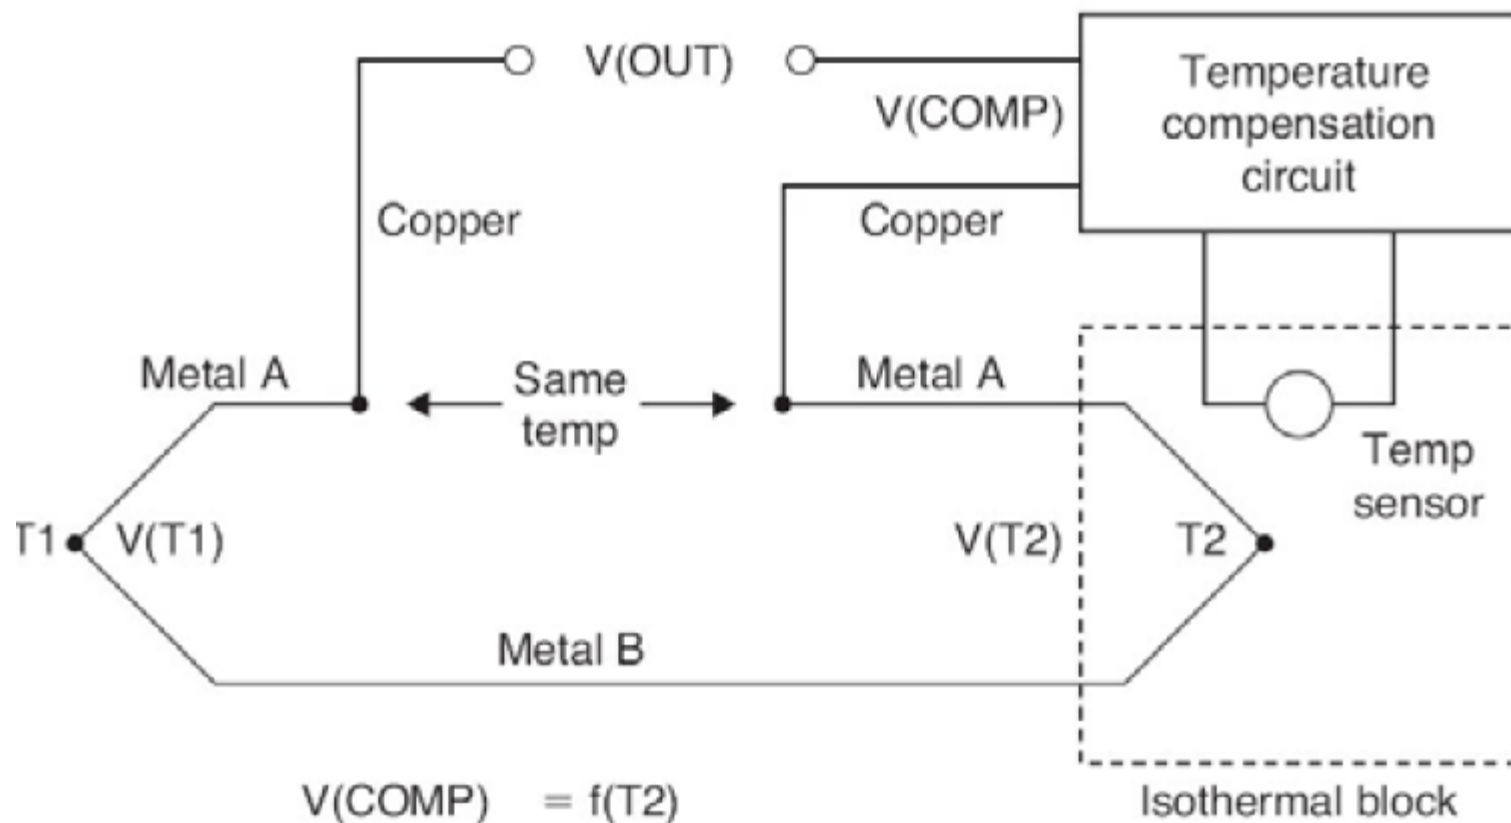 V(OUT)
V(COMP)
Temperature
compensation
circuit
Copper
Copper
Metal A
Same
temp
Metal A
Temp
sensor
T1
V(T1)
V(T2)
T2
Metal B
V(COMP) = f(T2)
Isothermal block